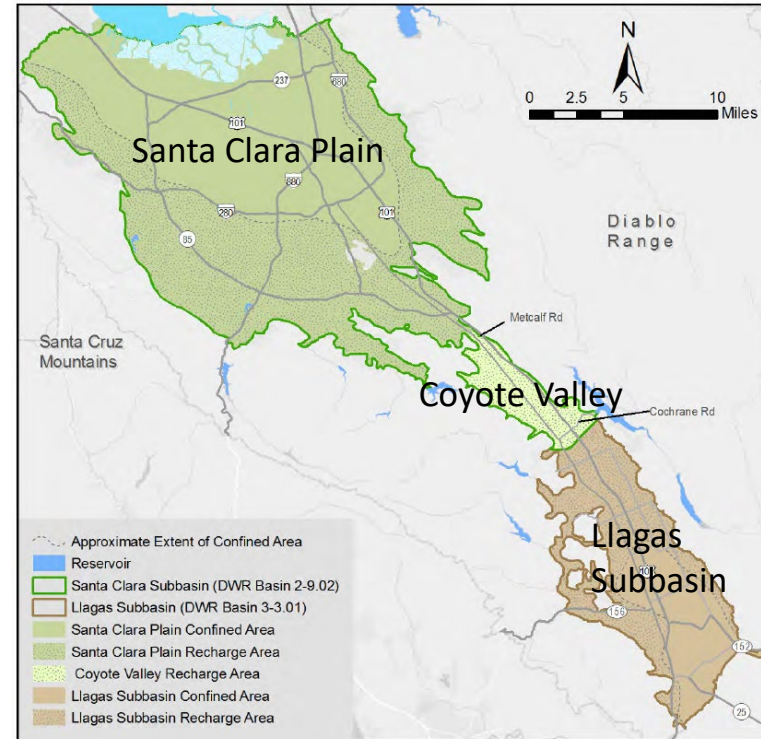 N
0 2.5 5 10
Miles
237
680
101
Santa Clara Plain
880
280
101
85
Diablo
Range
Metcalf Rd
Santa Cruz
Mountains
Coyote Valley
Cochrane Rd
Llagas
Subbasin
101
156
152
25
Approximate Extent of Confined Area
Reservoir
Santa Clara Subbasin (DWR Basin 2-9.02)
Llagas Subbasin (DWR Basin 3-3.01)
Santa Clara Plain Confined Area
Santa Clara Plain Recharge Area
Coyote Valley Recharge Area
Llagas Subbasin Confined Area
Llagas Subbasin Recharge Area